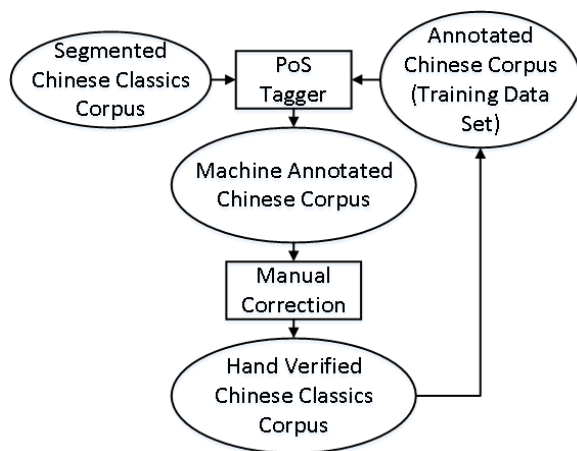 Segmented
Chinese Classics
Corpus
PoS
Tagger
Annotated
Chinese Corpus
(Training Data
Set)
Machine Annotated
Chinese Corpus
Manual
Correction
Hand Verified
Chinese Classics
Corpus